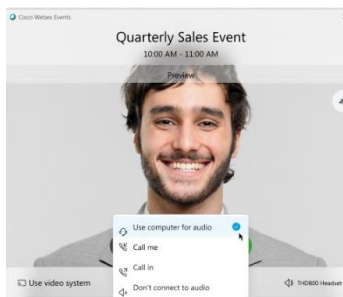 Cisco Webex Events
Quarterly Sales Event
10:00 AM - 11:00 AM
Preview
Use computer for audio
Call me
Call in
Don't connect to audio
Use video system
THD800 Headset